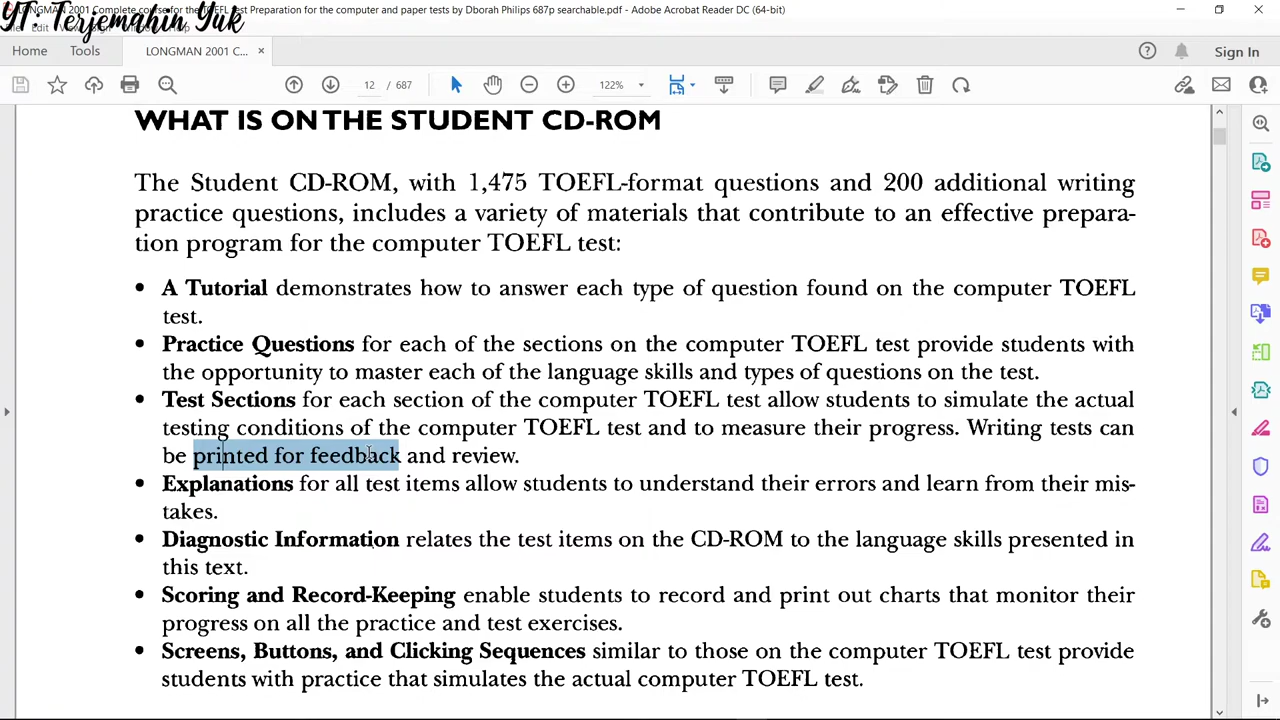 YT: Terjemahin Yuk
LONGMAN 2001 Complete course for the TOEFL test Preparation for the computer and paper tests by Dborah Philips 687p searchable.pdf - Adobe Acrobat Reader DC (64-bit)
Home Tools LONGMAN 2001 C... × Sign In
12 / 687 122%
WHAT IS ON THE STUDENT CD-ROM
The Student CD-ROM, with 1,475 TOEFL-format questions and 200 additional writing
practice questions, includes a variety of materials that contribute to an effective prepara-
tion program for the computer TOEFL test:
• A Tutorial demonstrates how to answer each type of question found on the computer TOEFL
test.
• Practice Questions for each of the sections on the computer TOEFL test provide students with
the opportunity to master each of the language skills and types of questions on the test.
• Test Sections for each section of the computer TOEFL test allow students to simulate the actual
testing conditions of the computer TOEFL test and to measure their progress. Writing tests can
be printed for feedback and review.
• Explanations for all test items allow students to understand their errors and learn from their mis-
takes.
• Diagnostic Information relates the test items on the CD-ROM to the language skills presented in
this text.
• Scoring and Record-Keeping enable students to record and print out charts that monitor their
progress on all the practice and test exercises.
• Screens, Buttons, and Clicking Sequences similar to those on the computer TOEFL test provide
students with practice that simulates the actual computer TOEFL test.